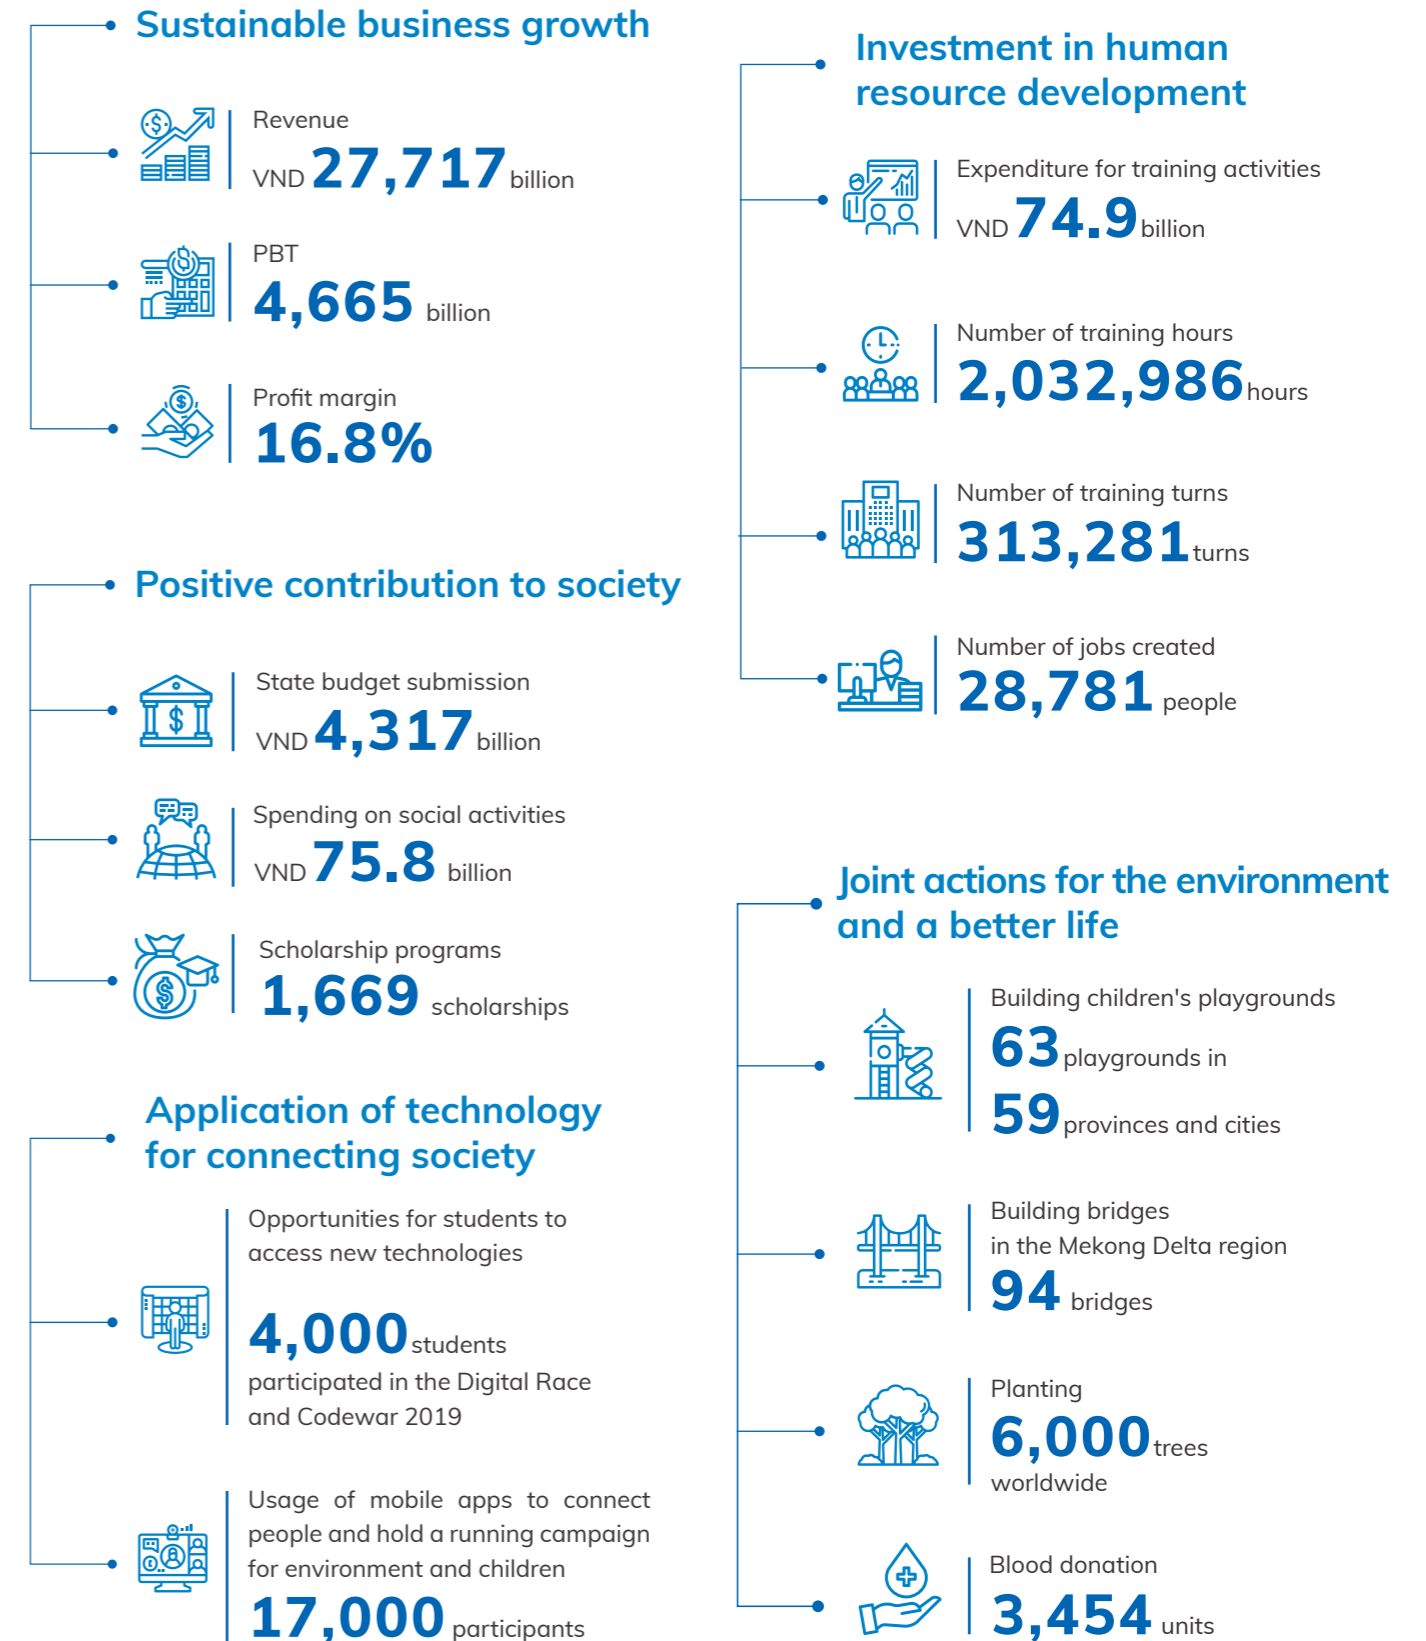 Sustainable business growth
Revenue
VND 27,717 billion
PBT
4,665 billion
Profit margin
16.8%
Positive contribution to society
State budget submission
VND 4,317 billion
Spending on social activities
VND 75.8 billion
Scholarship programs
1,669 scholarships
Application of technology
for connecting society
Opportunities for students to
access new technologies
4,000 students
participated in the Digital Race
and Codewar 2019
Usage of mobile apps to connect
people and hold a running campaign
for environment and children
17,000 participants
Investment in human
resource development
Expenditure for training activities
VND 74.9 billion
Number of training hours
2,032,986 hours
Number of training turns
313,281 turns
Number of jobs created
28,781 people
Joint actions for the environment
and a better life
Building children's playgrounds
63 playgrounds in
59 provinces and cities
Building bridges
in the Mekong Delta region
94 bridges
Planting
6,000 trees
worldwide
Blood donation
3,454 units